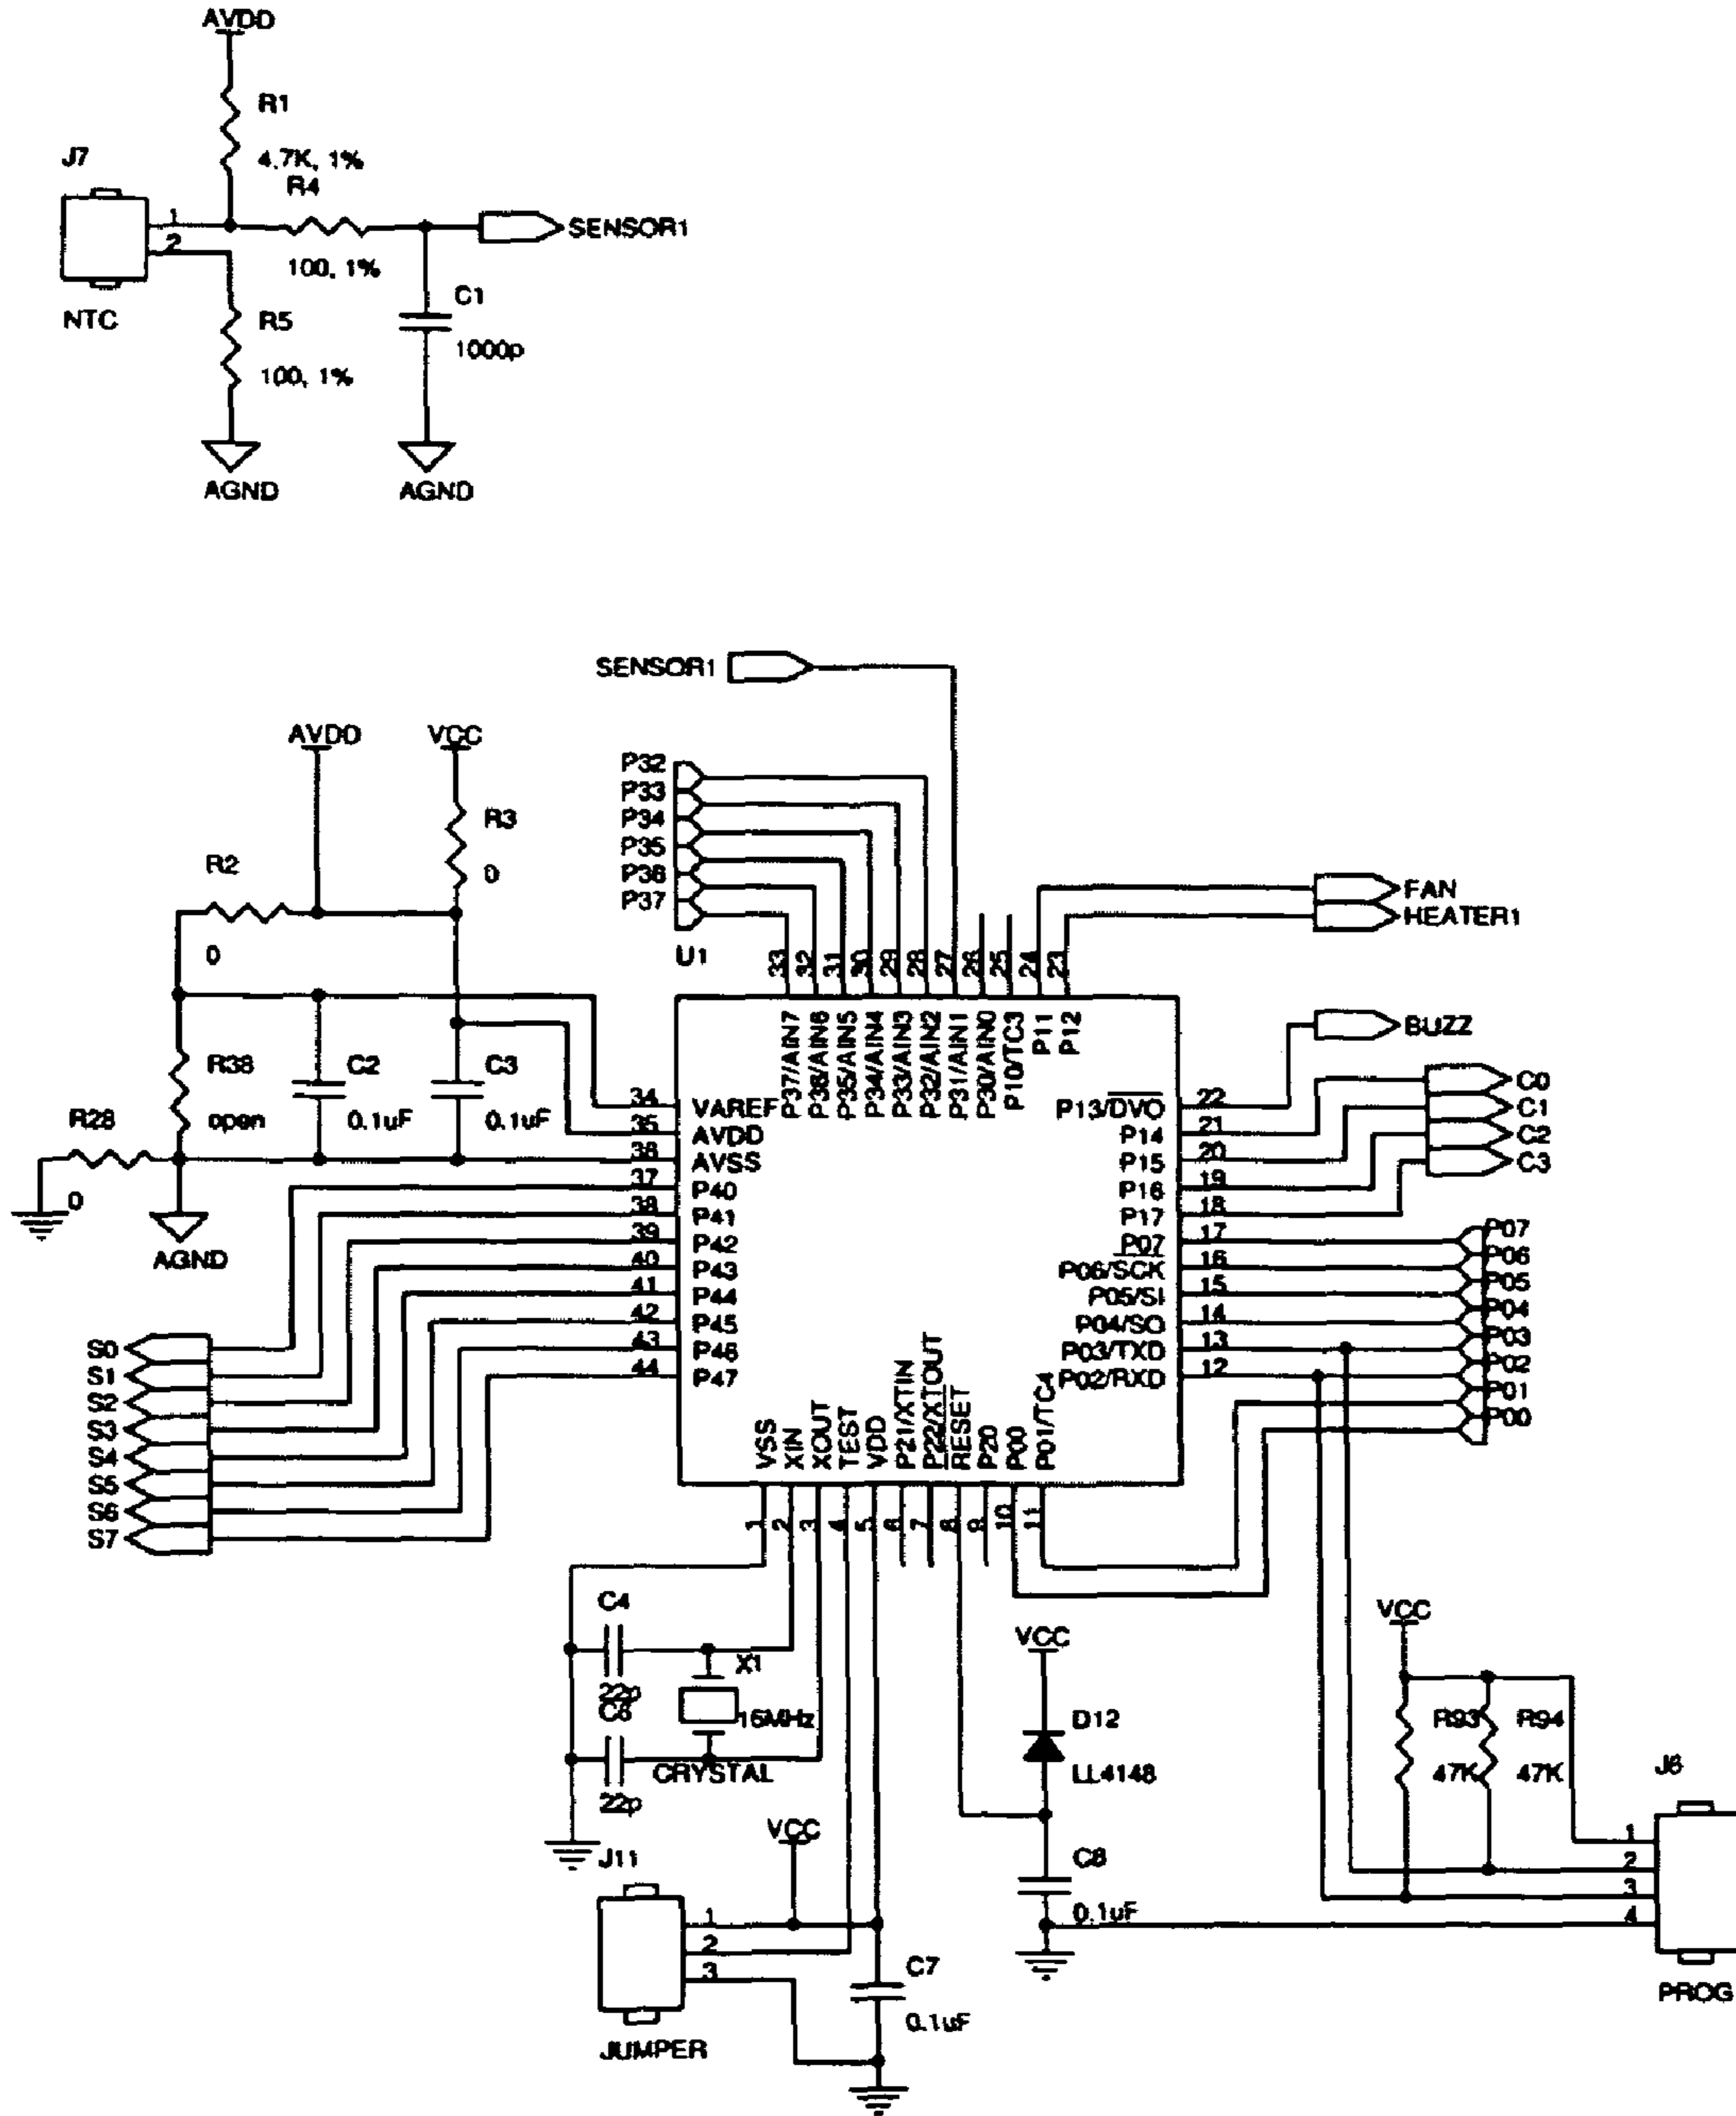 AVDD
R1
4.7K, 1%
J7
R4
1
2
SENSOR1
100, 1%
C1
NTC
R5
1000p
100, 1%
AGND
AGND
SENSOR1
AVDD
VCC
P32
P33
P34
P35
P36
P37
R3
0
R2
0
FAN
HEATER1
U1
33
32
31
30
29
28
27
26
25
24
23
P37/AIN7
P36/AIN6
P35/AIN5
P34/AIN4
P33/AIN3
P32/AIN2
P31/AIN1
P30/AIN0
P10/TC3
P11
P12
BUZZ
R38
open
C2
0.1uF
C3
0.1uF
R28
0
AGND
34 VAREF
35 AVDD
36 AVSS
37 P40
38 P41
39 P42
40 P43
41 P44
42 P45
43 P46
44 P47
P13/DVO 22
P14 21
P15 20
P16 19
P17 18
P07 17
P06/SCK 16
P05/SI 15
P04/SO 14
P03/TXD 13
P02/RXD 12
C0
C1
C2
C3
P07
P06
P05
P04
P03
P02
P01
P00
S0
S1
S2
S3
S4
S5
S6
S7
VSS
XIN
XOUT
TEST
VDD
P21/XTIN
P22/XTOUT
RESET
P20
P00
P01/TC4
1
2
3
4
5
6
7
8
9
10
11
C4
22p
C6
22p
X1
16MHz
CRYSTAL
VCC
D12
LL4148
VCC
R93
47K
R94
47K
J6
1
2
3
4
PROG
VCC
J11
1
2
3
JUMPER
C8
0.1uF
C7
0.1uF